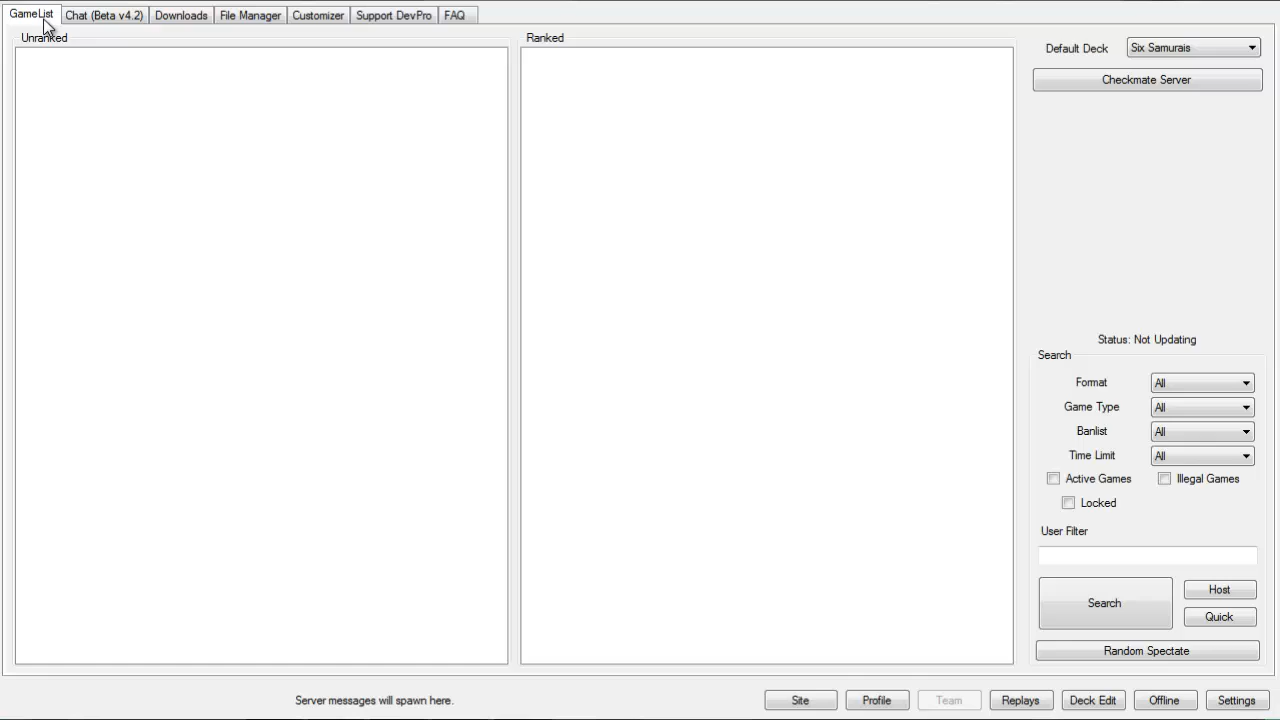 GameList Chat (Beta v4.2) Downloads File Manager Customizer Support DevPro FAQ
Unranked
Ranked
Default Deck Six Samurais
Checkmate Server
Status: Not Updating
Search
Format All
Game Type All
Banlist All
Time Limit All
Active Games Illegal Games
Locked
User Filter
Search
Host
Quick
Random Spectate
Server messages will spawn here. Site Profile Team Replays Deck Edit Offline Settings